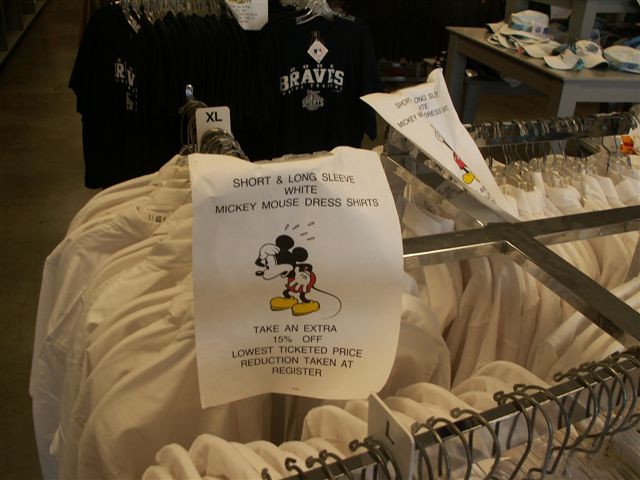 BRAVES
XL
SHORT & LONG SLEEVE
WHITE
MICKEY MOUSE DRESS SHIRTS
TAKE AN EXTRA
15% OFF
LOWEST TICKETED PRICE
REDUCTION TAKEN AT
REGISTER
L